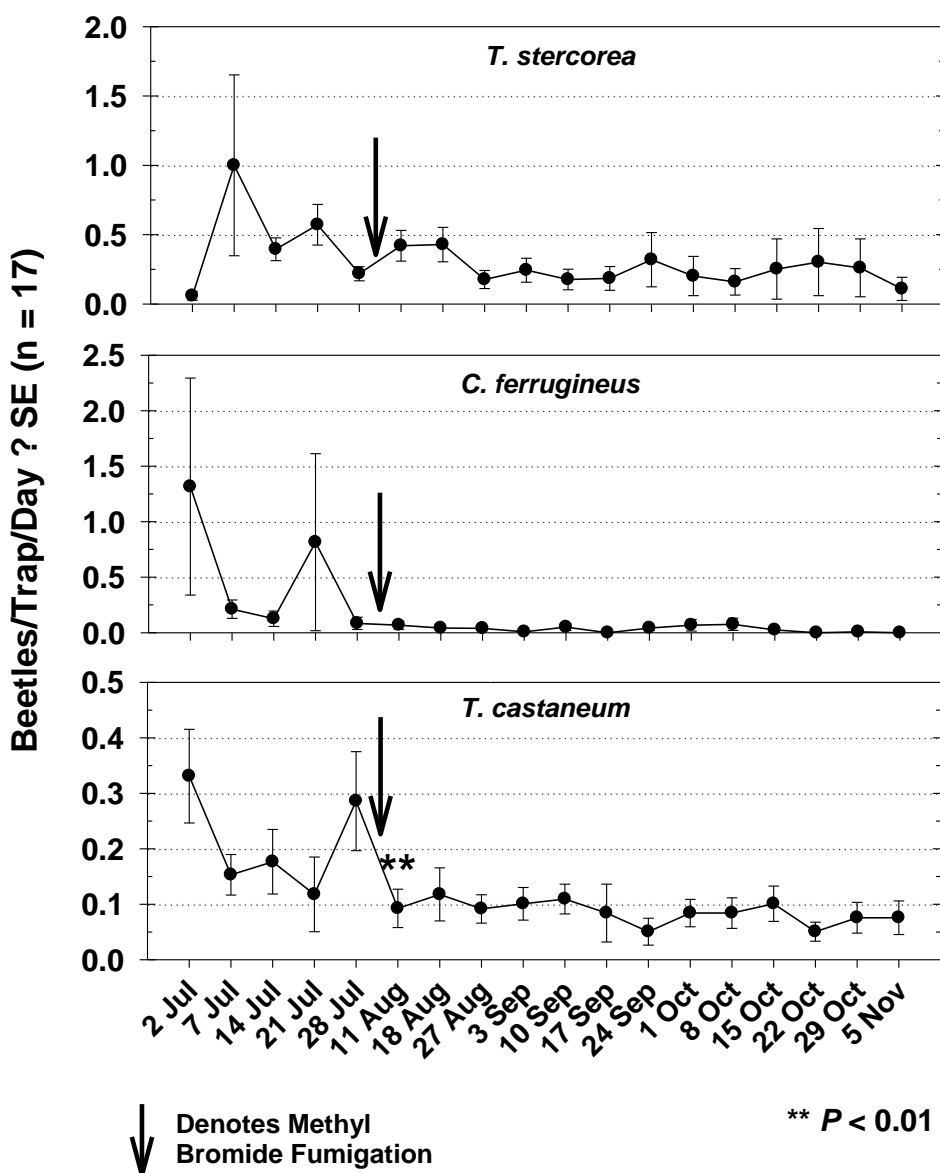 Beetles/Trap/Day ? SE (n = 17)
T. stercorea
2.0
1.5
1.0
0.5
0.0
C. ferrugineus
2.5
2.0
1.5
1.0
0.5
0.0
T. castaneum
0.5
0.4
0.3
0.2
0.1
0.0
**
2 Jul
7 Jul
14 Jul
21 Jul
28 Jul
11 Aug
18 Aug
27 Aug
3 Sep
10 Sep
17 Sep
24 Sep
1 Oct
8 Oct
15 Oct
22 Oct
29 Oct
5 Nov
Denotes Methyl
Bromide Fumigation
** P < 0.01